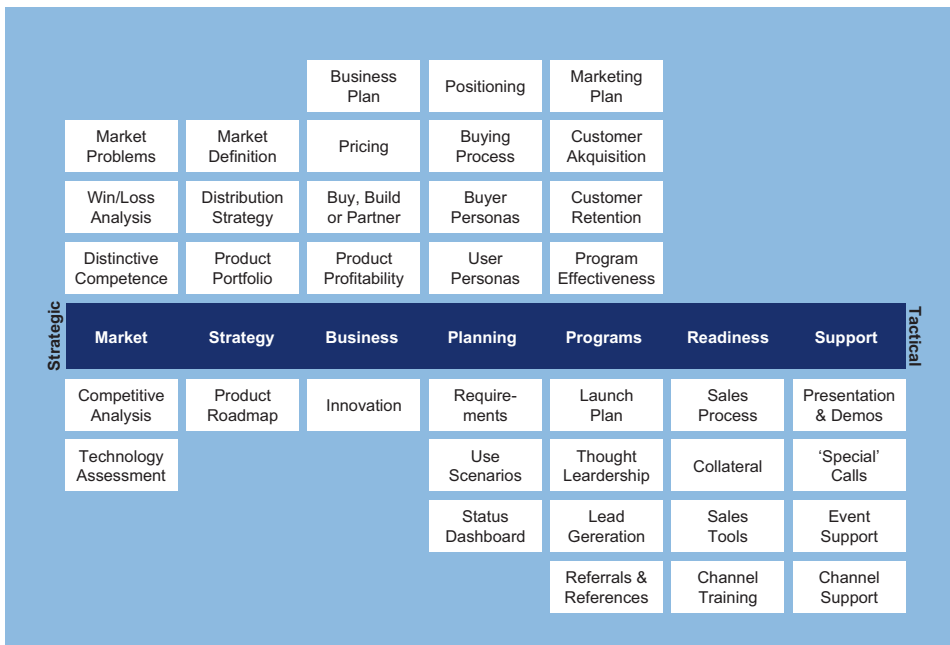 Business
Plan
Positioning
Marketing
Plan
Market
Problems
Market
Definition
Pricing
Buying
Process
Customer
Akquisition
Win/Loss
Analysis
Distribution
Strategy
Buy, Build
or Partner
Buyer
Personas
Customer
Retention
Distinctive
Competence
Product
Portfolio
Product
Profitability
User
Personas
Program
Effectiveness
Strategic
Market
Strategy
Business
Planning
Programs
Readiness
Support
Tactical
Competitive
Analysis
Product
Roadmap
Innovation
Require-
ments
Launch
Plan
Sales
Process
Presentation
& Demos
Technology
Assessment
Use
Scenarios
Thought
Leardership
Collateral
‘Special’
Calls
Status
Dashboard
Lead
Gereration
Sales
Tools
Event
Support
Referrals &
References
Channel
Training
Channel
Support